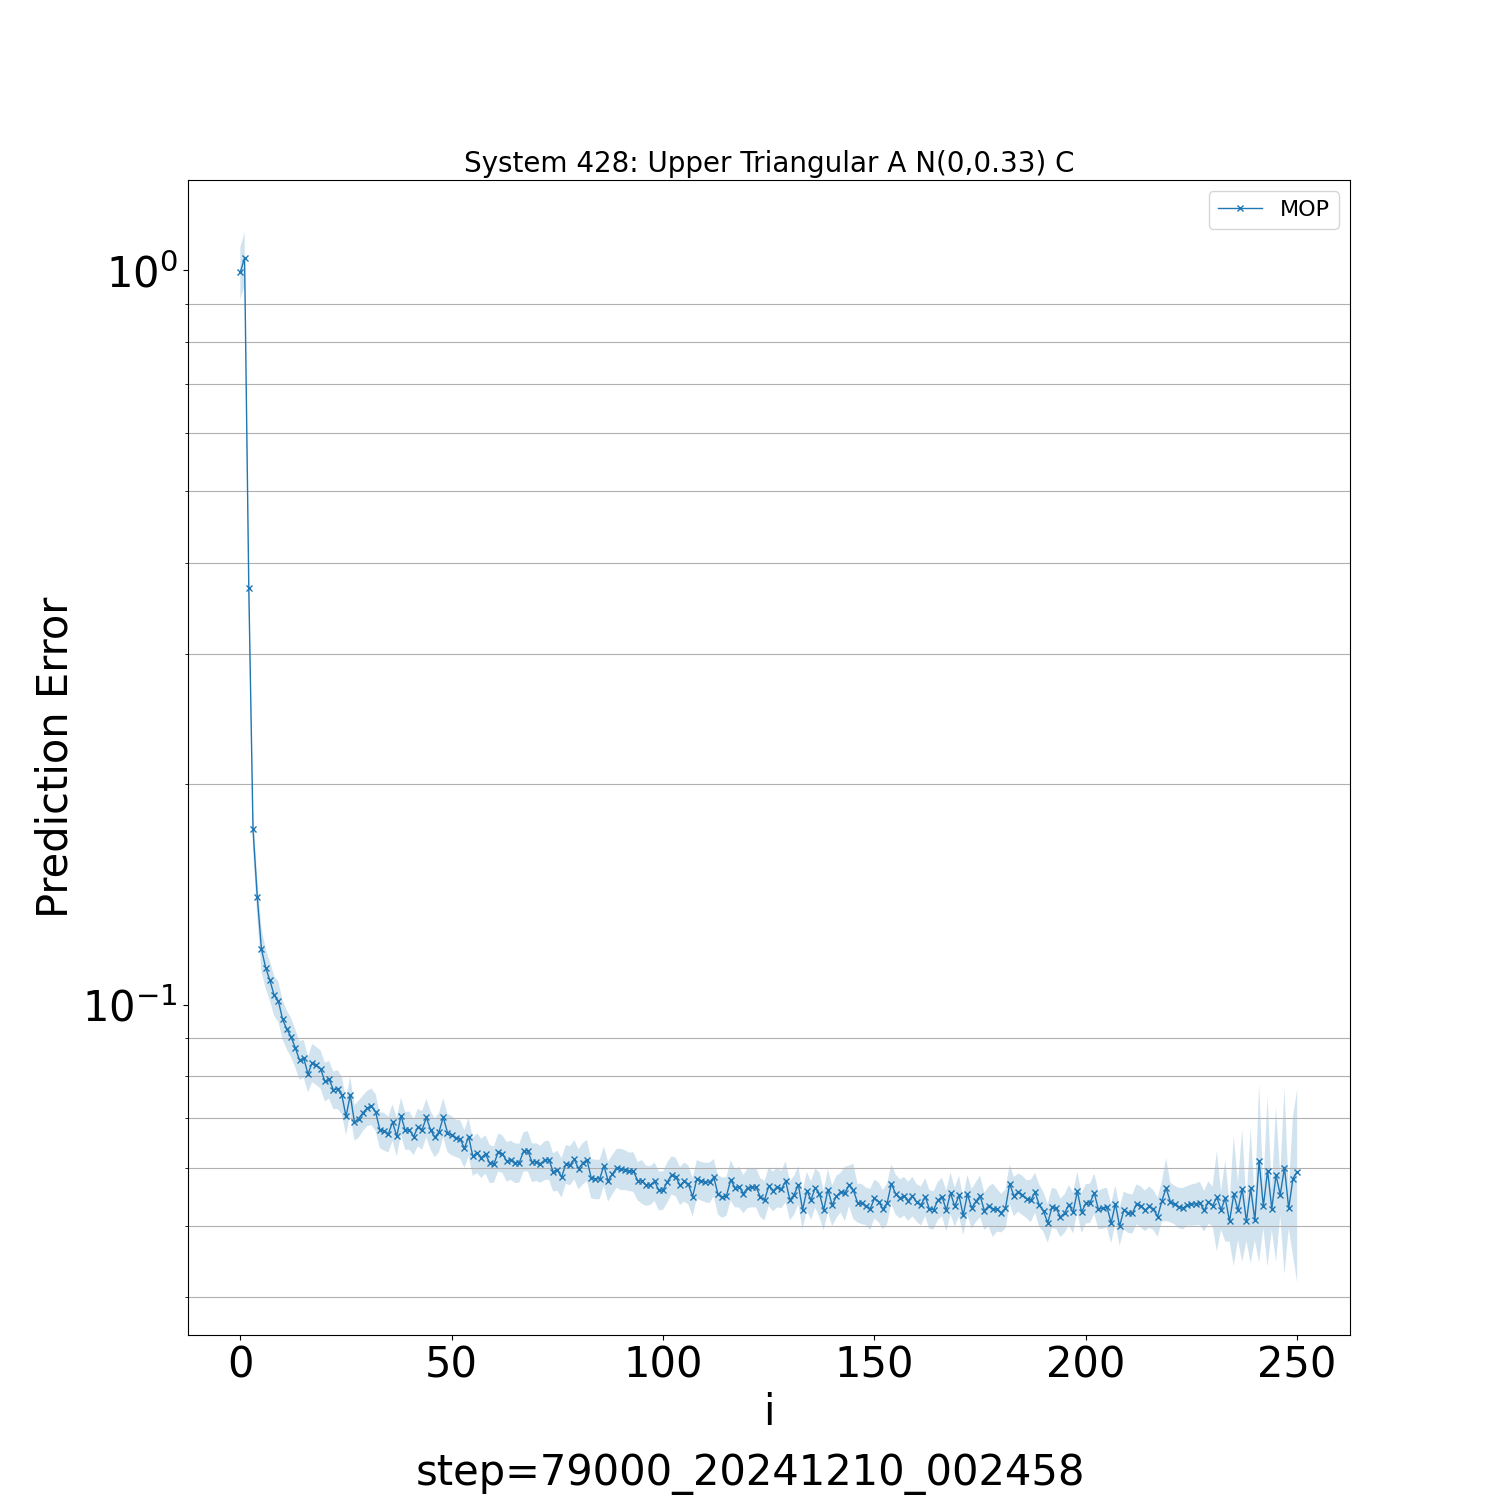 System 428: Upper Triangular A N(0,0.33) C
MOP
10⁰
10⁻¹
Prediction Error
0 50 100 150 200 250
i
step=79000_20241210_002458